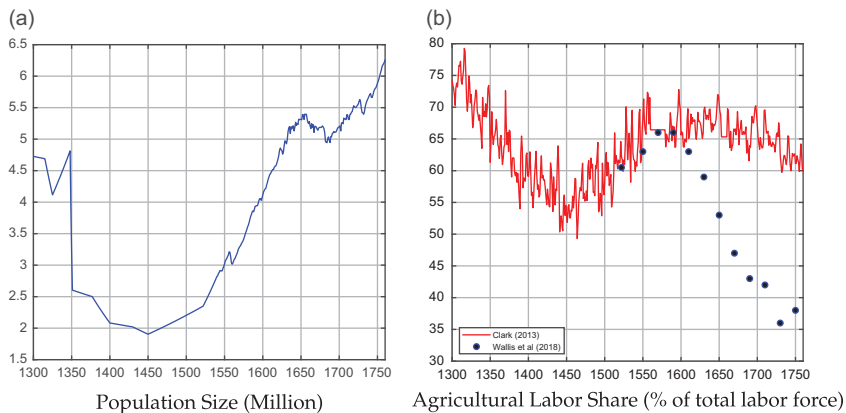 (a)
6.5
6
5.5
5
4.5
4
3.5
3
2.5
2
1.5
1300 1350 1400 1450 1500 1550 1600 1650 1700 1750
Population Size (Million)
(b)
80
75
70
65
60
55
50
45
40
35
30
Clark (2013)
Wallis et al (2018)
1300 1350 1400 1450 1500 1550 1600 1650 1700 1750
Agricultural Labor Share (% of total labor force)